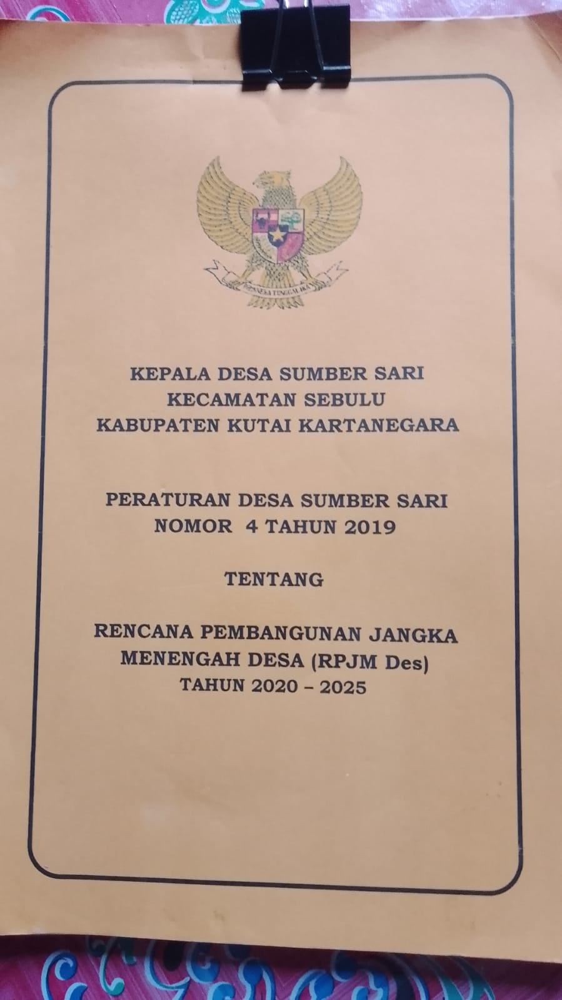 BHINNEKA TUNGGAL IKA
KEPALA DESA SUMBER SARI
KECAMATAN SEBULU
KABUPATEN KUTAI KARTANEGARA
PERATURAN DESA SUMBER SARI
NOMOR 4 TAHUN 2019
TENTANG
RENCANA PEMBANGUNAN JANGKA
MENENGAH DESA (RPJM Des)
TAHUN 2020 – 2025